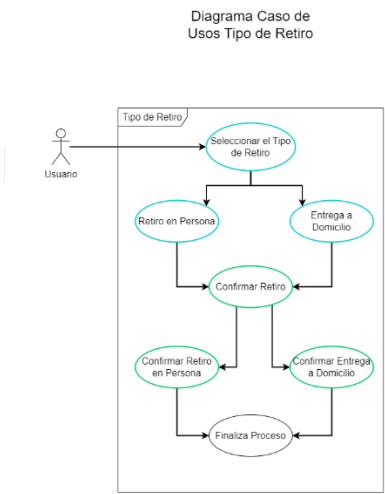 Diagrama Caso de
Usos Tipo de Retiro
Tipo de Retiro
Usuario
Seleccionar el Tipo
de Retiro
Retiro en Persona
Entrega a
Domicilio
Confirmar Retiro
Confirmar Retiro
en Persona
Confirmar Entrega
a Domicilio
Finaliza Proceso